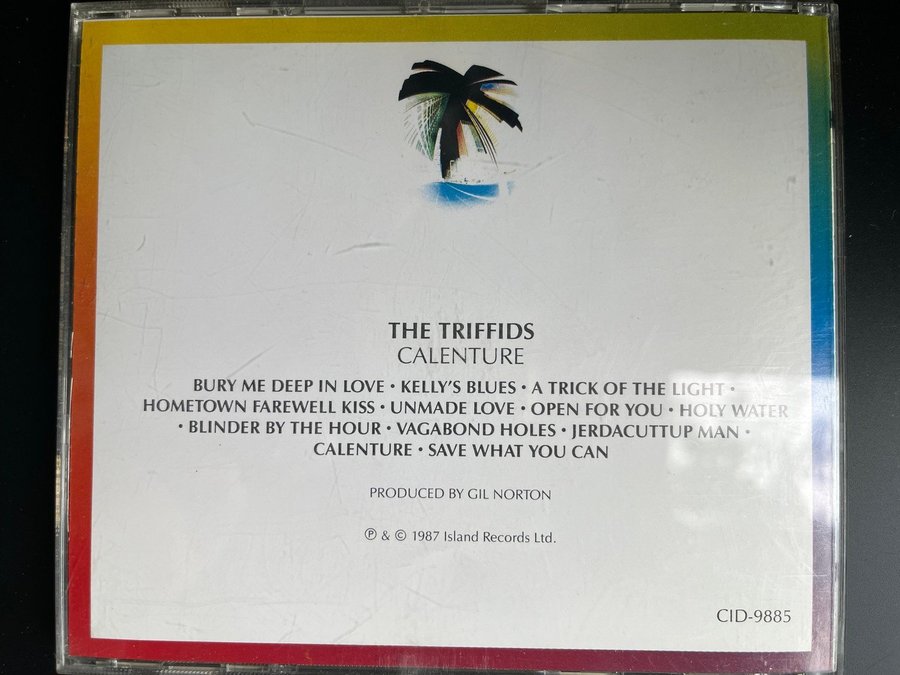 THE TRIFFIDS
CALENTURE
BURY ME DEEP IN LOVE • KELLY'S BLUES • A TRICK OF THE LIGHT •
HOMETOWN FAREWELL KISS • UNMADE LOVE • OPEN FOR YOU • HOLY WATER
• BLINDER BY THE HOUR • VAGABOND HOLES • JERDACUTTUP MAN •
CALENTURE • SAVE WHAT YOU CAN
PRODUCED BY GIL NORTON
℗ & © 1987 Island Records Ltd.
CID-9885